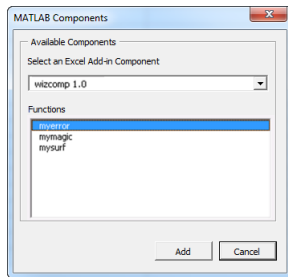 MATLAB Components
Available Components
Select an Excel Add-in Component
wizcomp 1.0
Functions
myerror
mymagic
mysurf
Add
Cancel